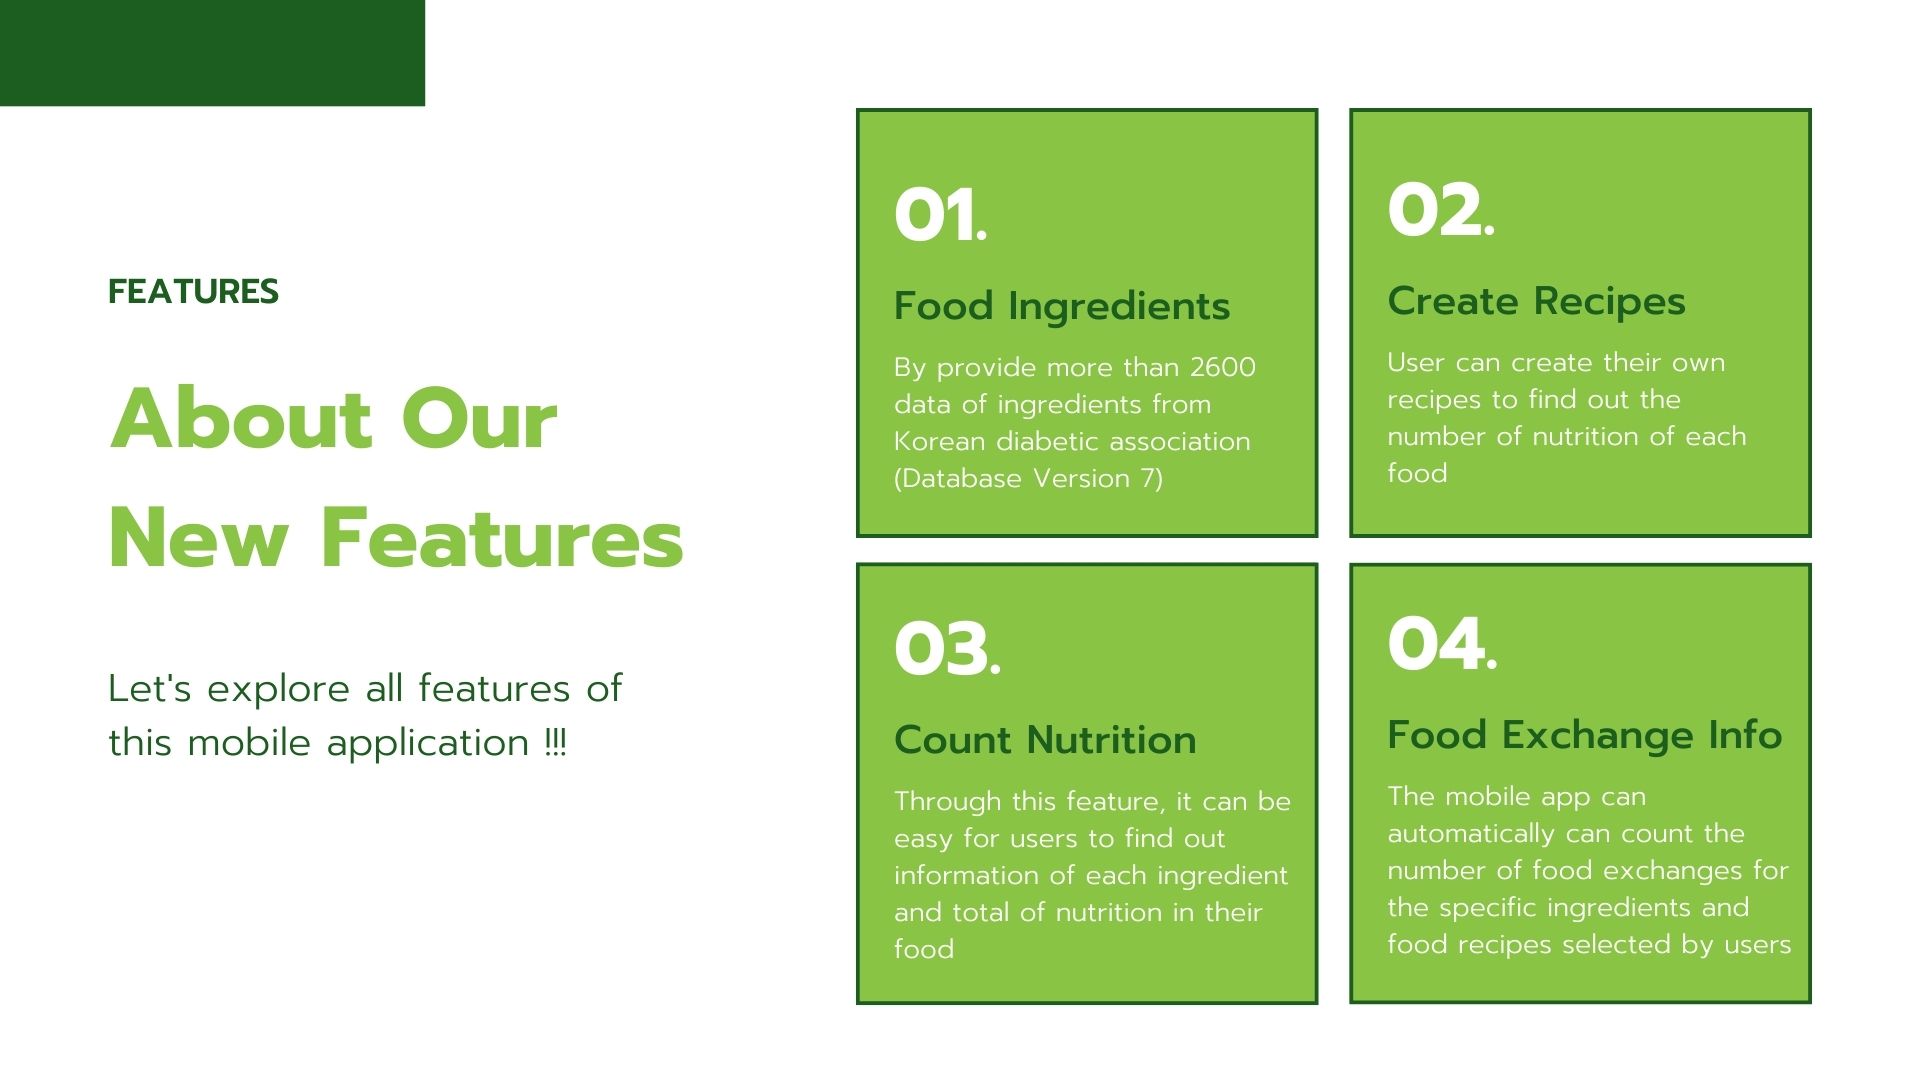 FEATURES
About Our
New Features
Let's explore all features of
this mobile application !!!
01.
Food Ingredients
By provide more than 2600
data of ingredients from
Korean diabetic association
(Database Version 7)
02.
Create Recipes
User can create their own
recipes to find out the
number of nutrition of each
food
03.
Count Nutrition
Through this feature, it can be
easy for users to find out
information of each ingredient
and total of nutrition in their
food
04.
Food Exchange Info
The mobile app can
automatically can count the
number of food exchanges for
the specific ingredients and
food recipes selected by users